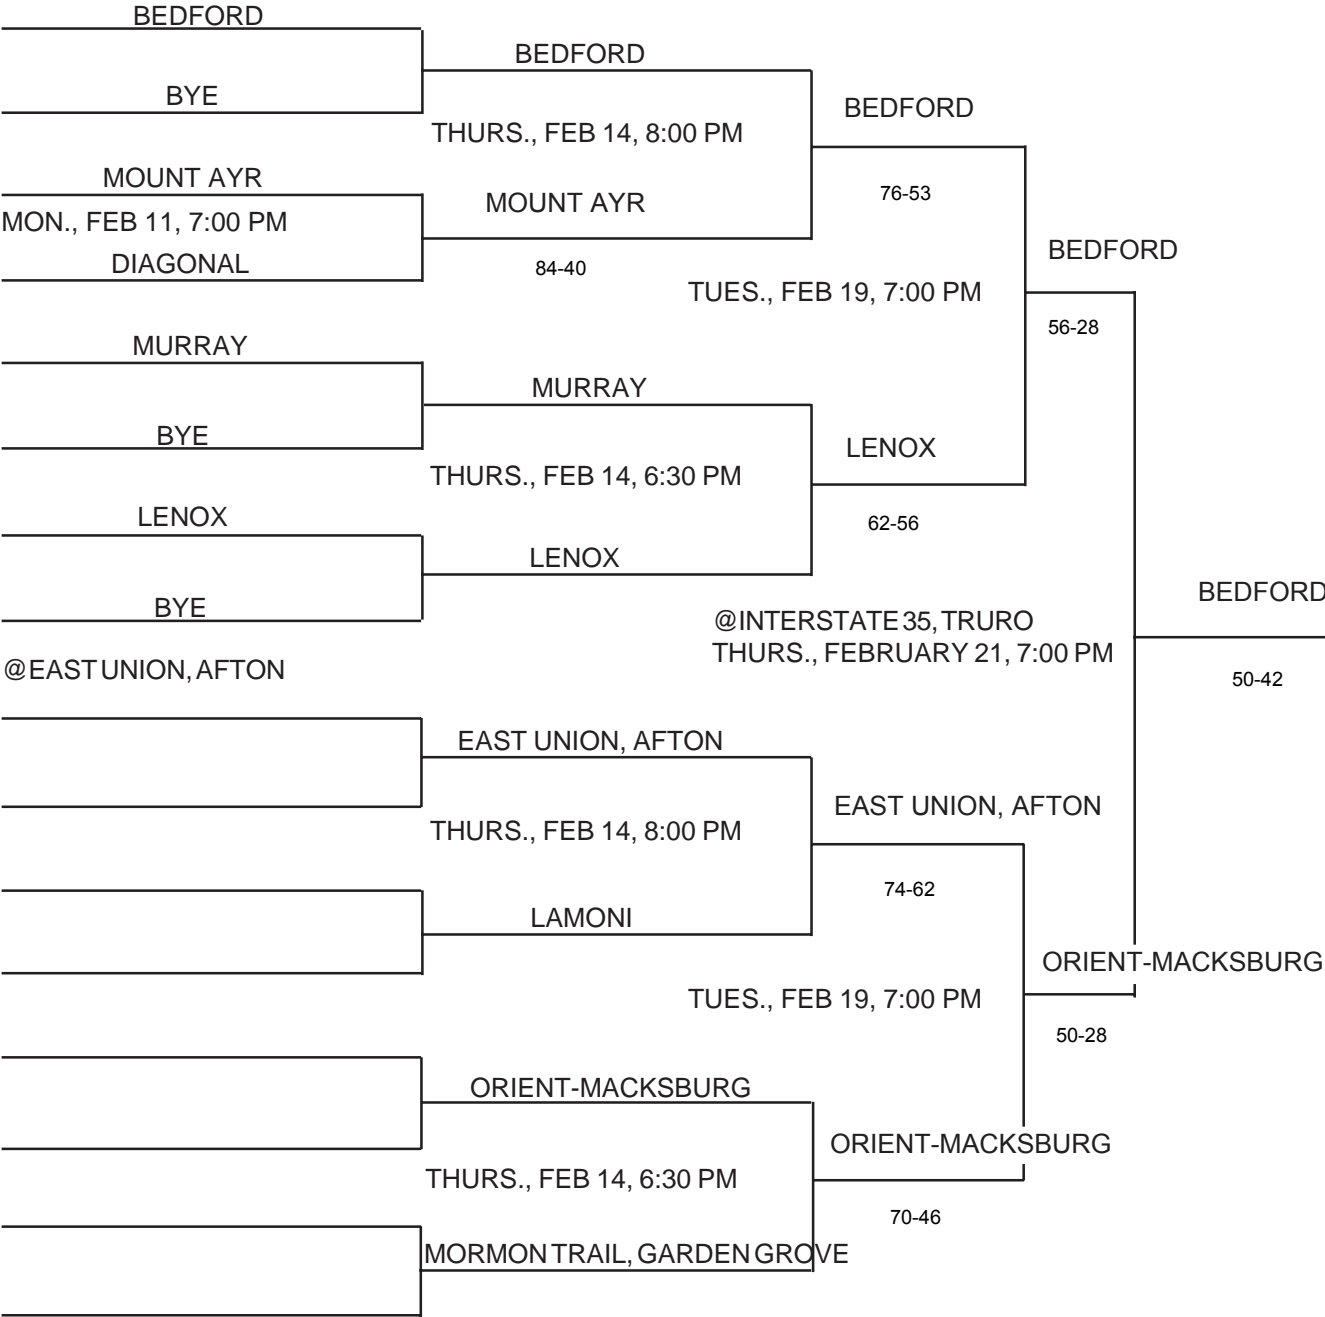 BEDFORD
BEDFORD
BYE
BEDFORD
THURS., FEB 14, 8:00 PM
MOUNT AYR
76-53
MOUNT AYR
MON., FEB 11, 7:00 PM
BEDFORD
DIAGONAL
84-40
TUES., FEB 19, 7:00 PM
56-28
MURRAY
MURRAY
BYE
LENOX
THURS., FEB 14, 6:30 PM
LENOX
62-56
LENOX
BEDFORD
BYE
@INTERSTATE 35, TRURO
THURS., FEBRUARY 21, 7:00 PM
@EAST UNION, AFTON
50-42
EAST UNION, AFTON
EAST UNION, AFTON
THURS., FEB 14, 8:00 PM
74-62
LAMONI
ORIENT-MACKSBURG
TUES., FEB 19, 7:00 PM
50-28
ORIENT-MACKSBURG
ORIENT-MACKSBURG
THURS., FEB 14, 6:30 PM
70-46
MORMON TRAIL, GARDEN GROVE